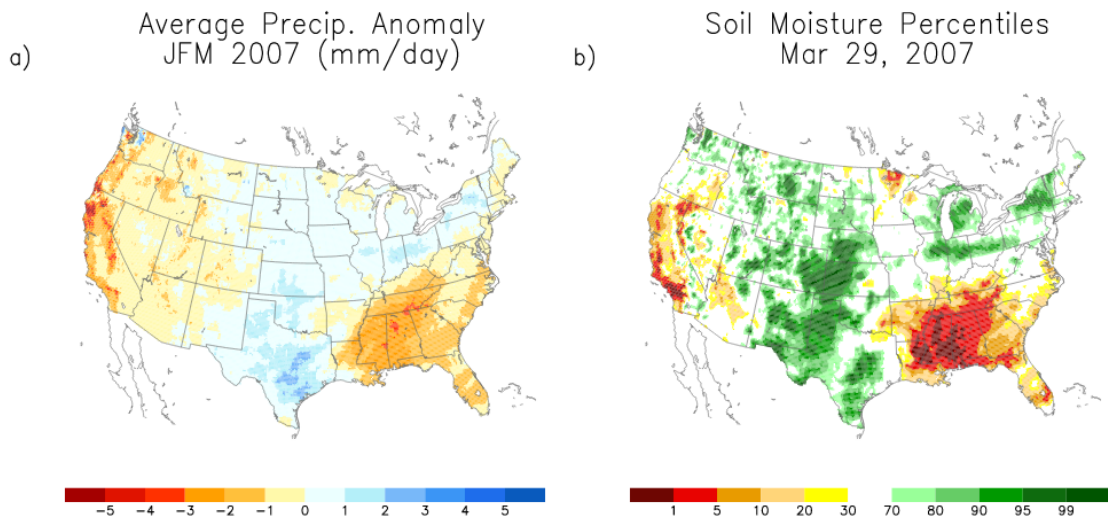 a)
Average Precip. Anomaly
JFM 2007 (mm/day)
−5 −4 −3 −2 −1 0 1 2 3 4 5
b)
Soil Moisture Percentiles
Mar 29, 2007
1 5 10 20 30 70 80 90 95 99